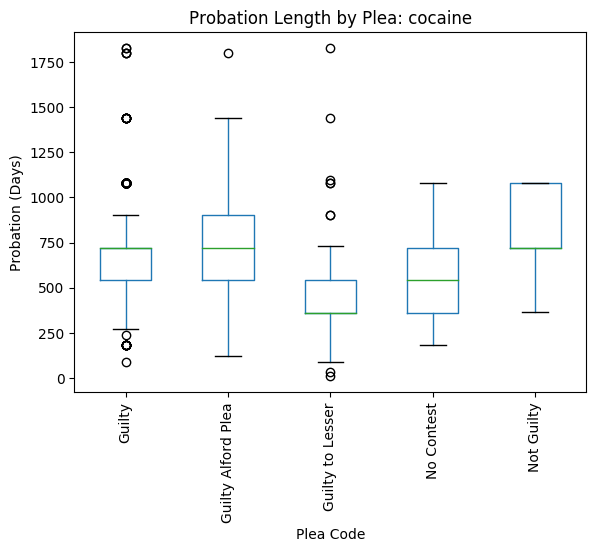 Probation Length by Plea: cocaine
Probation (Days)
1750
1500
1250
1000
750
500
250
0
Guilty
Guilty Alford Plea
Guilty to Lesser
No Contest
Not Guilty
Plea Code